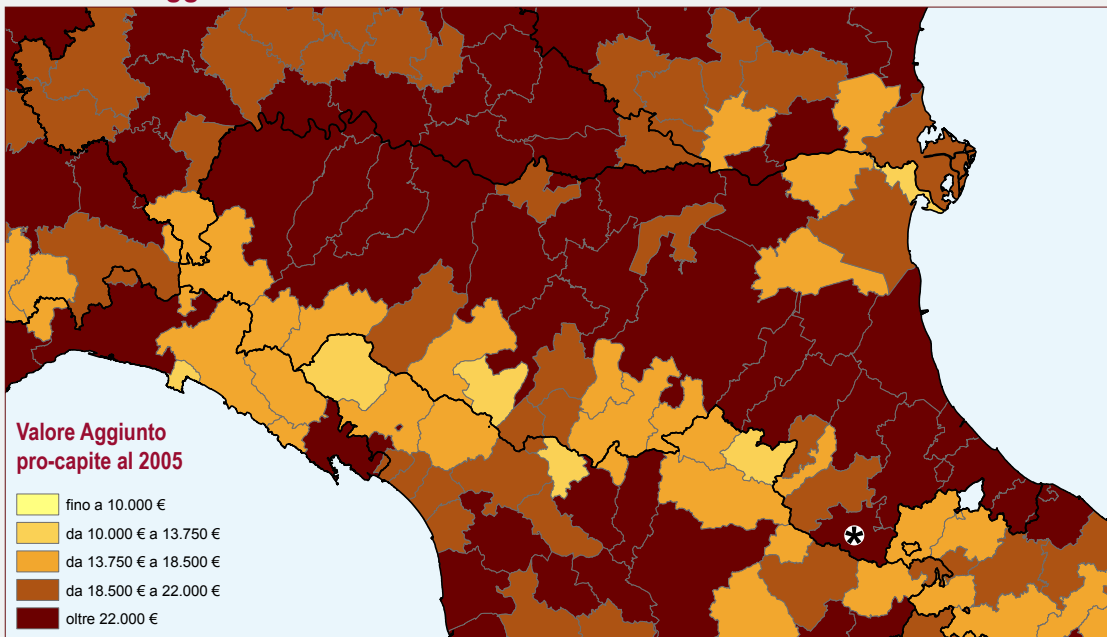 Valore Aggiunto
pro-capite al 2005
fino a 10.000 €
da 10.000 € a 13.750 €
da 13.750 € a 18.500 €
da 18.500 € a 22.000 €
oltre 22.000 €
*